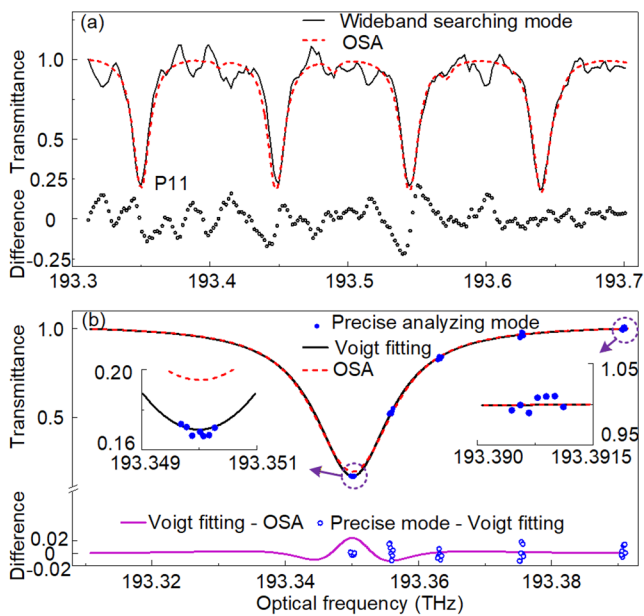 (a)
Wideband searching mode
OSA
Transmittance
1.0
0.75
0.5
0.25
P11
Difference
0
-0.25
193.3 193.4 193.5 193.6 193.7
(b)
Precise analyzing mode
Voigt fitting
OSA
Transmittance
1.0
0.5
0.20
0.16
193.349 193.351
1.05
0.95
193.390 193.3915
Voigt fitting - OSA Precise mode - Voigt fitting
Difference
0.02
0
-0.02
193.32 193.34 193.36 193.38
Optical frequency (THz)